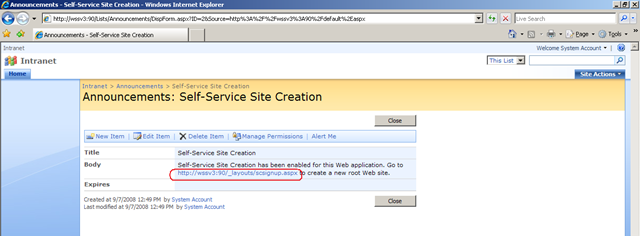 Announcements - Self-Service Site Creation - Windows Internet Explorer
http://wssv3:90/Lists/Announcements/DispForm.aspx?ID=2&Source=http%3A%2F%2Fwssv3%3A90%2Fdefault%2Easpx
Announcements - Self-Service Site Creation
Page Tools
Intranet
Welcome System Account
Intranet
This List
Home
Site Actions
Intranet > Announcements > Self-Service Site Creation
Announcements: Self-Service Site Creation
Close
New Item | Edit Item | Delete Item | Manage Permissions | Alert Me
Title Self-Service Site Creation
Body Self-Service Site Creation has been enabled for this Web application. Go to
http://wssv3:90/_layouts/scsignup.aspx to create a new root Web site.
Expires
Created at 9/7/2008 12:49 PM by System Account
Close
Last modified at 9/7/2008 12:49 PM by System Account